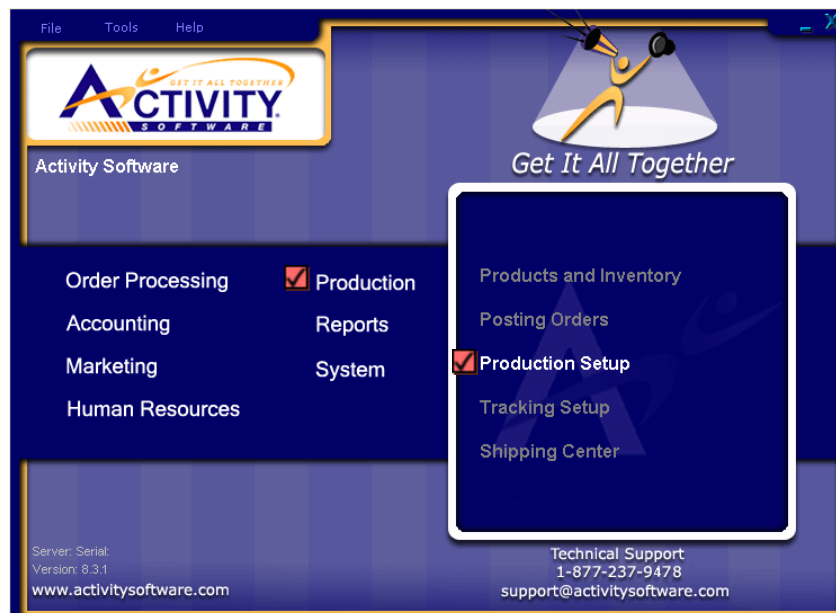 File Tools Help
GET IT ALL TOGETHER
ACTIVITY
SOFTWARE
Activity Software
Get It All Together
Order Processing
Accounting
Marketing
Human Resources
Production
Reports
System
Products and Inventory
Posting Orders
Production Setup
Tracking Setup
Shipping Center
Server: Serial:
Version: 8.3.1
www.activitysoftware.com
Technical Support
1-877-237-9478
support@activitysoftware.com